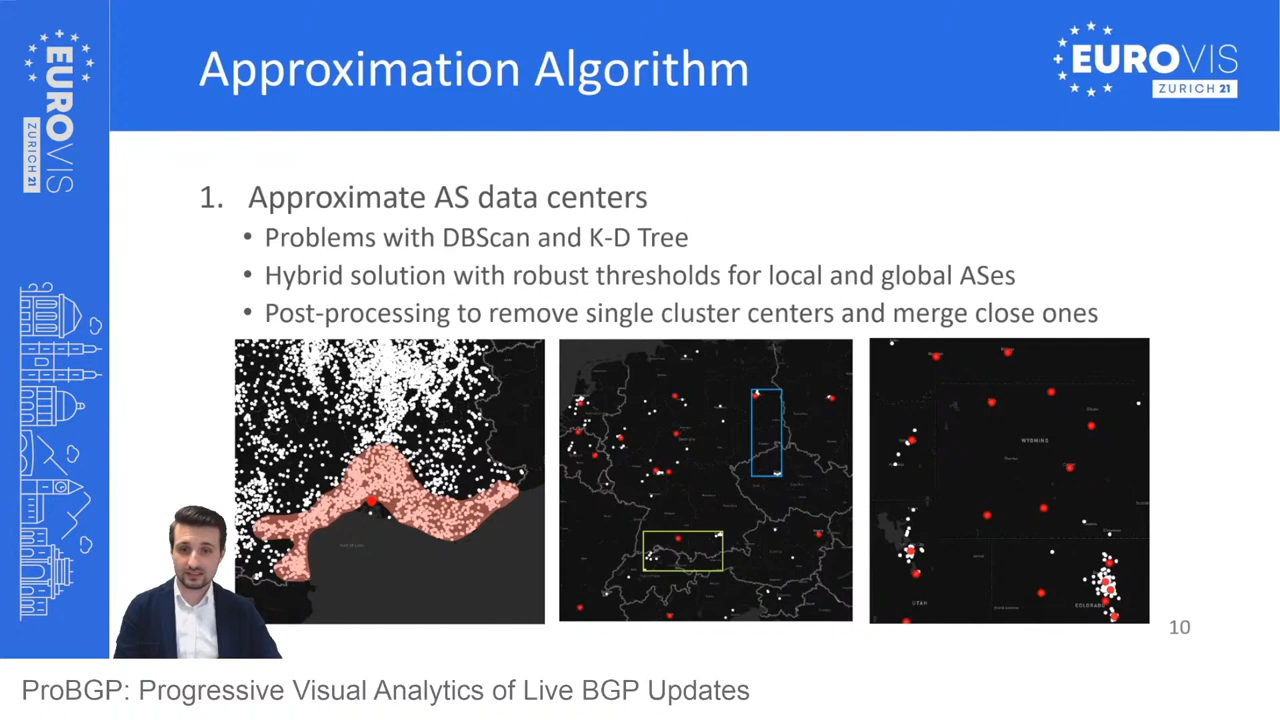 EUROVIS
ZURICH 21
Approximation Algorithm
EUROVIS
ZURICH 21
1. Approximate AS data centers
• Problems with DBScan and K-D Tree
• Hybrid solution with robust thresholds for local and global ASes
• Post-processing to remove single cluster centers and merge close ones
WYOMING
UTAH
COLORADO
10
ProBGP: Progressive Visual Analytics of Live BGP Updates